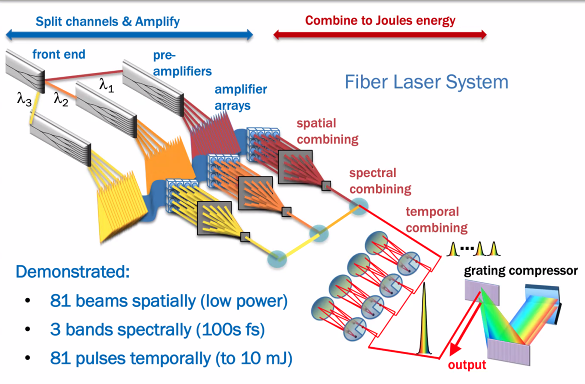 Split channels & Amplify
Combine to Joules energy
front end
pre-
amplifiers
λ1
λ2
λ3
amplifier
arrays
Fiber Laser System
spatial
combining
spectral
combining
temporal
combining
grating compressor
output
Demonstrated:
• 81 beams spatially (low power)
• 3 bands spectrally (100s fs)
• 81 pulses temporally (to 10 mJ)